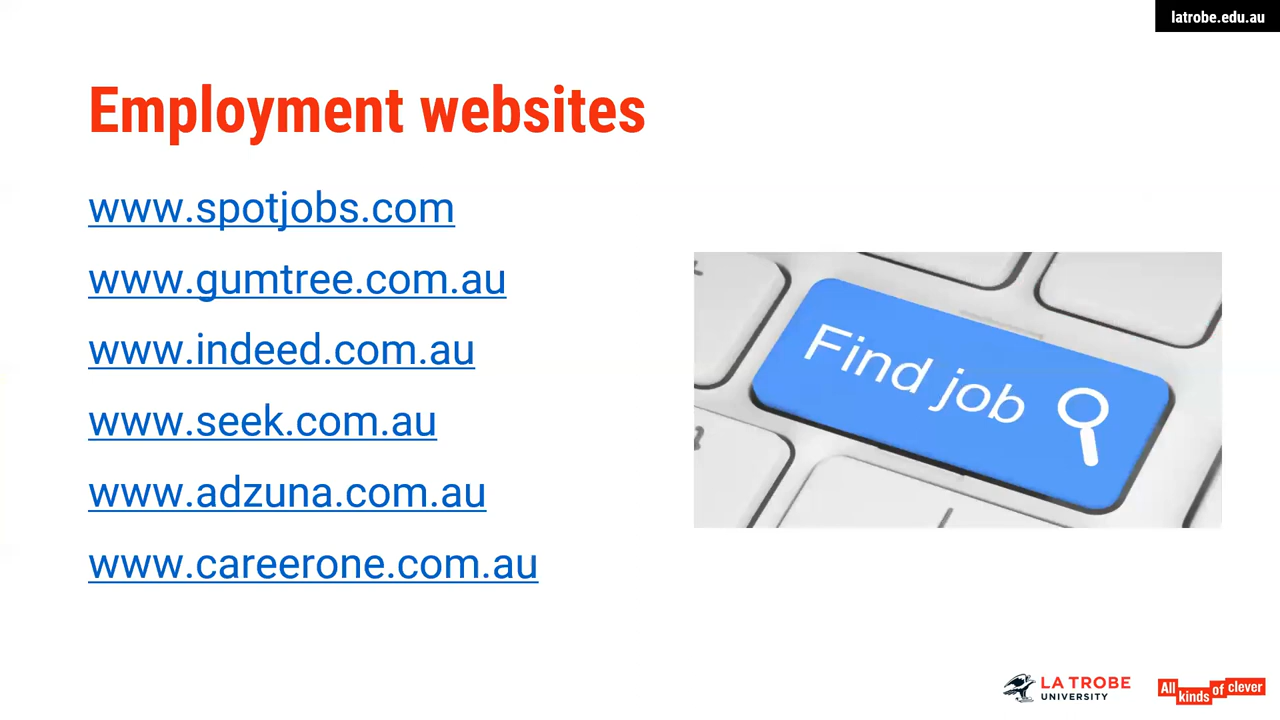 latrobe.edu.au
Employment websites
www.spotjobs.com
www.gumtree.com.au
www.indeed.com.au
www.seek.com.au
www.adzuna.com.au
www.careerone.com.au
Find job
LA TROBE
UNIVERSITY
All kinds of clever